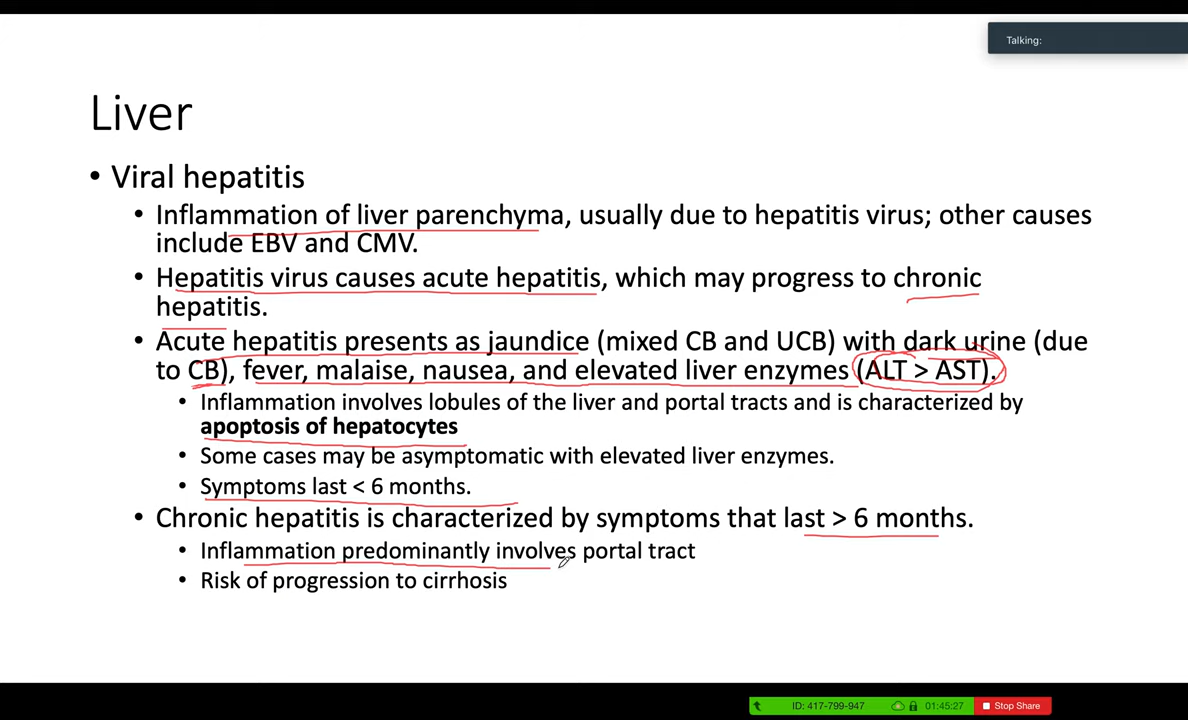 Talking:
Liver
• Viral hepatitis
• Inflammation of liver parenchyma, usually due to hepatitis virus; other causes
include EBV and CMV.
• Hepatitis virus causes acute hepatitis, which may progress to chronic
hepatitis.
• Acute hepatitis presents as jaundice (mixed CB and UCB) with dark urine (due
to CB), fever, malaise, nausea, and elevated liver enzymes (ALT > AST).
• Inflammation involves lobules of the liver and portal tracts and is characterized by
apoptosis of hepatocytes
• Some cases may be asymptomatic with elevated liver enzymes.
• Symptoms last < 6 months.
• Chronic hepatitis is characterized by symptoms that last > 6 months.
• Inflammation predominantly involves portal tract
• Risk of progression to cirrhosis
ID: 417-799-947 01:45:27 Stop Share